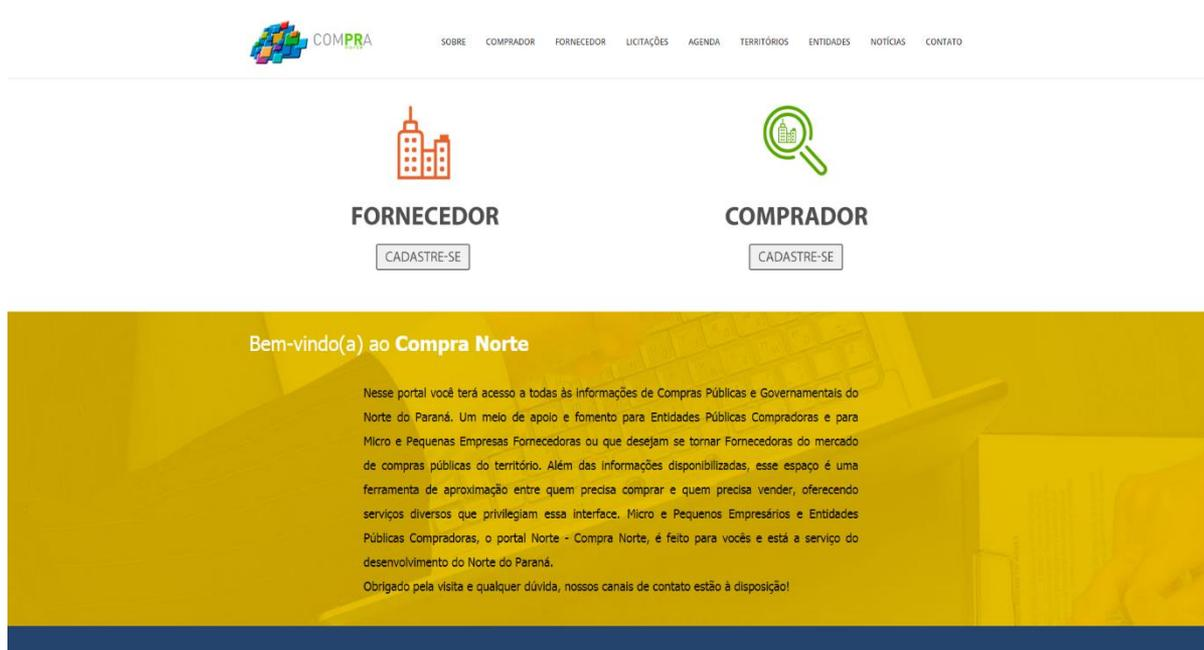 COMPRA
SOBRE COMPRADOR FORNECEDOR LICITAÇÕES AGENDA TERRITÓRIOS ENTIDADES NOTÍCIAS CONTATO
FORNECEDOR
CADASTRE-SE
COMPRADOR
CADASTRE-SE
Bem-vindo(a) ao Compra Norte
Nesse portal você terá acesso a todas às informações de Compras Públicas e Governamentais do
Norte do Paraná. Um meio de apoio e fomento para Entidades Públicas Compradoras e para
Micro e Pequenas Empresas Fornecedoras ou que desejam se tornar Fornecedoras do mercado
de compras públicas do território. Além das informações disponibilizadas, esse espaço é uma
ferramenta de aproximação entre quem precisa comprar e quem precisa vender, oferecendo
serviços diversos que privilegiam essa interface. Micro e Pequenos Empresários e Entidades
Públicas Compradoras, o portal Norte - Compra Norte, é feito para vocês e está a serviço do
desenvolvimento do Norte do Paraná.
Obrigado pela visita e qualquer dúvida, nossos canais de contato estão à disposição!